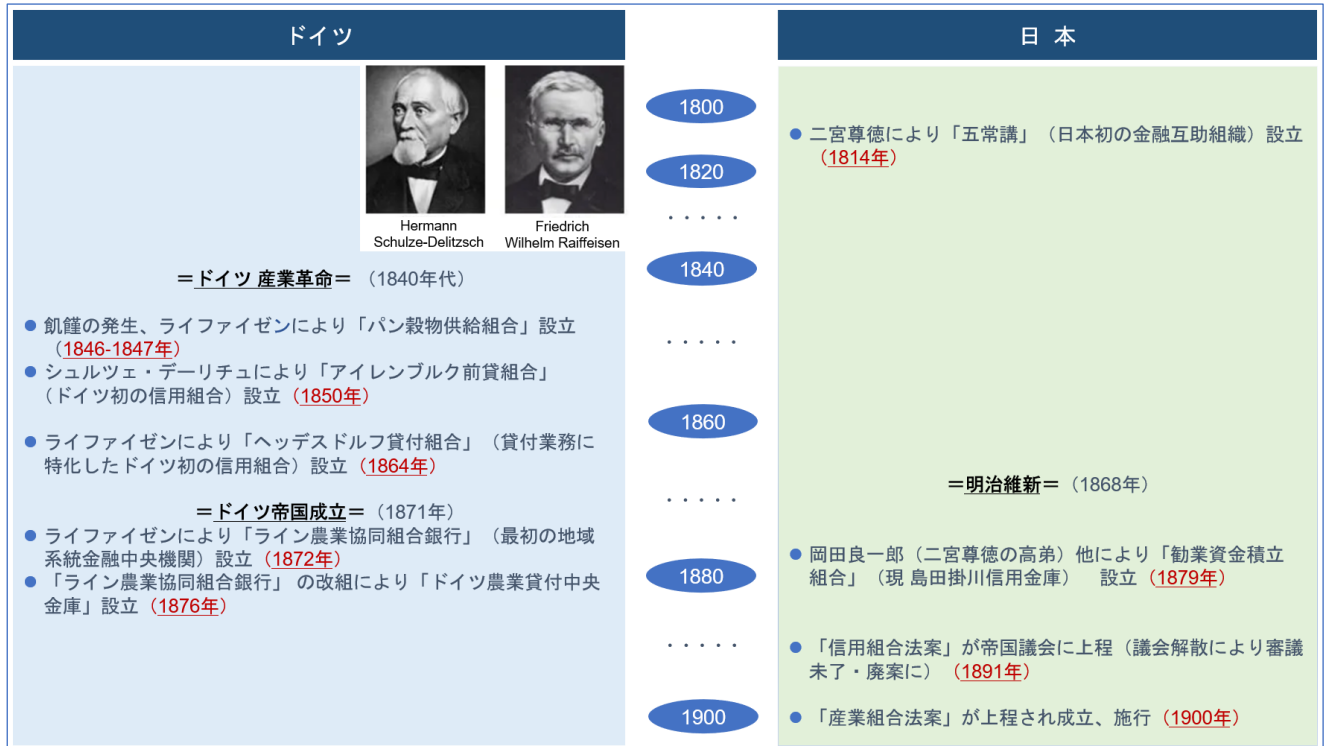 ドイツ
Hermann
Schulze-Delitzsch
Friedrich
Wilhelm Raiffeisen
＝ドイツ 産業革命＝ （1840年代）
● 飢饉の発生、ライファイゼンにより「パン穀物供給組合」設立
（1846-1847年）
● シュルツェ・デーリチュにより「アイレンブルク前貸組合」
（ドイツ初の信用組合）設立（1850年）
● ライファイゼンにより「ヘッデスドルフ貸付組合」（貸付業務に
特化したドイツ初の信用組合）設立（1864年）
＝ドイツ帝国成立＝（1871年）
● ライファイゼンにより「ライン農業協同組合銀行」（最初の地域
系統金融中央機関）設立（1872年）
● 「ライン農業協同組合銀行」 の改組により「ドイツ農業貸付中央
金庫」設立（1876年）
1800
1820
・・・・・
1840
・・・・・
1860
・・・・・
1880
・・・・・
1900
日 本
● 二宮尊徳により「五常講」（日本初の金融互助組織）設立
（1814年）
＝明治維新＝（1868年）
● 岡田良一郎（二宮尊徳の高弟）他により「勧業資金積立
組合」（現 島田掛川信用金庫） 設立（1879年）
● 「信用組合法案」が帝国議会に上程（議会解散により審議
未了・廃案に）（1891年）
● 「産業組合法案」が上程され成立、施行（1900年）